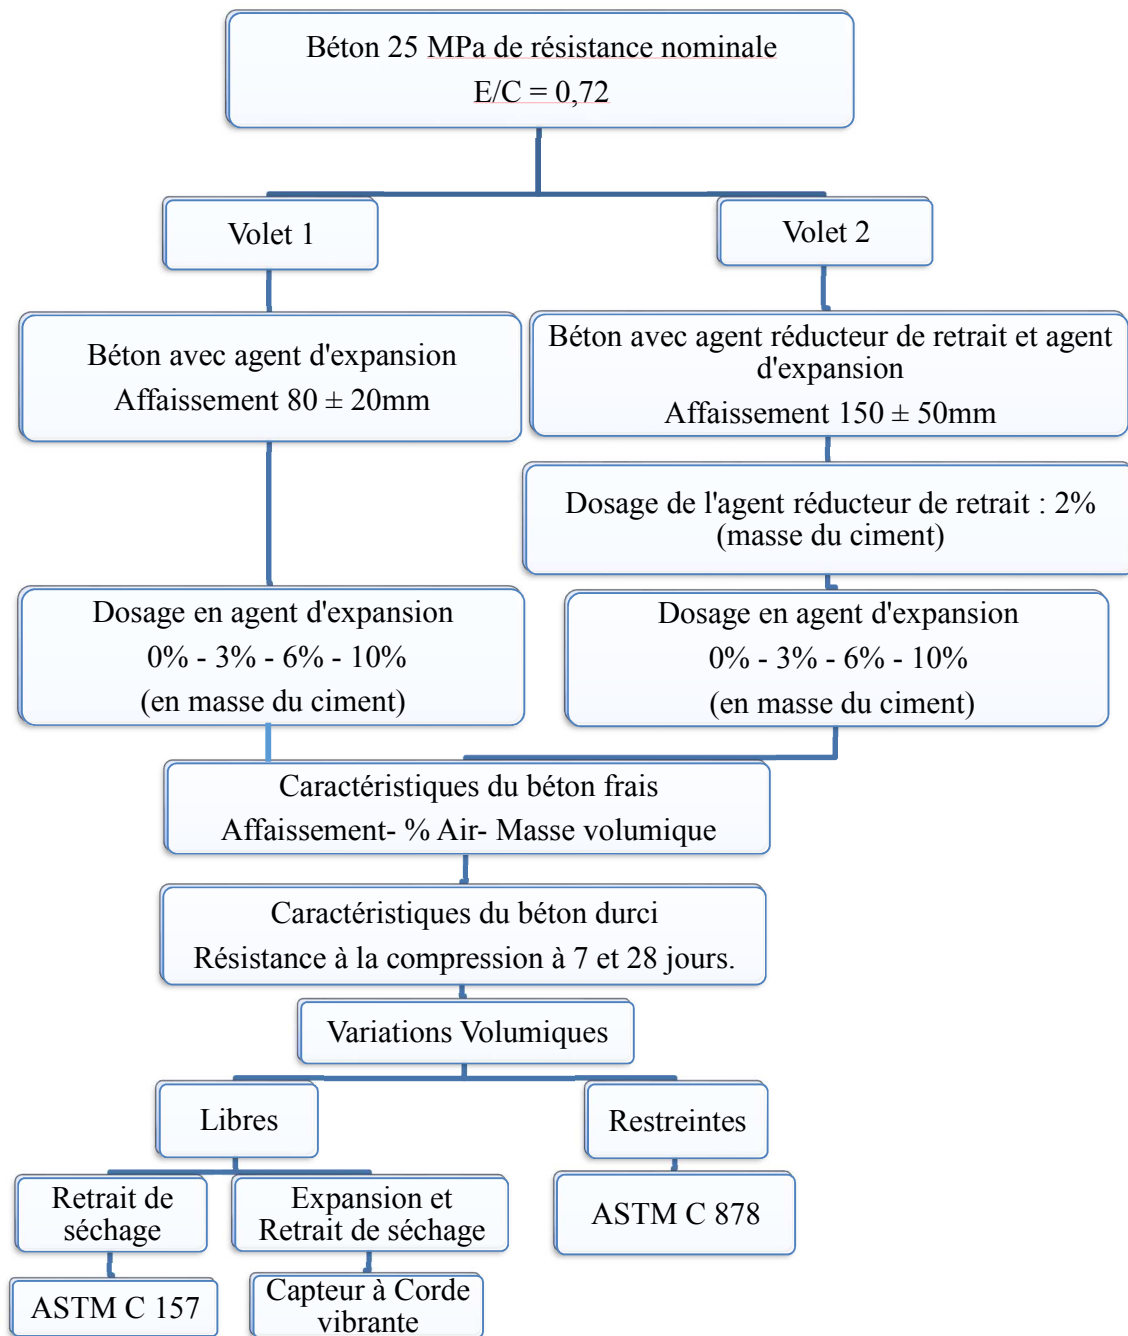 Béton 25 MPa de résistance nominale
E/C = 0,72
Volet 1
Volet 2
Béton avec agent d'expansion
Affaissement 80 ± 20mm
Béton avec agent réducteur de retrait et agent
d'expansion
Affaissement 150 ± 50mm
Dosage de l'agent réducteur de retrait : 2%
(masse du ciment)
Dosage en agent d'expansion
0% - 3% - 6% - 10%
(en masse du ciment)
Dosage en agent d'expansion
0% - 3% - 6% - 10%
(en masse du ciment)
Caractéristiques du béton frais
Affaissement- % Air- Masse volumique
Caractéristiques du béton durci
Résistance à la compression à 7 et 28 jours.
Variations Volumiques
Libres
Restreintes
Retrait de
séchage
Expansion et
Retrait de séchage
ASTM C 878
ASTM C 157
Capteur à Corde
vibrante